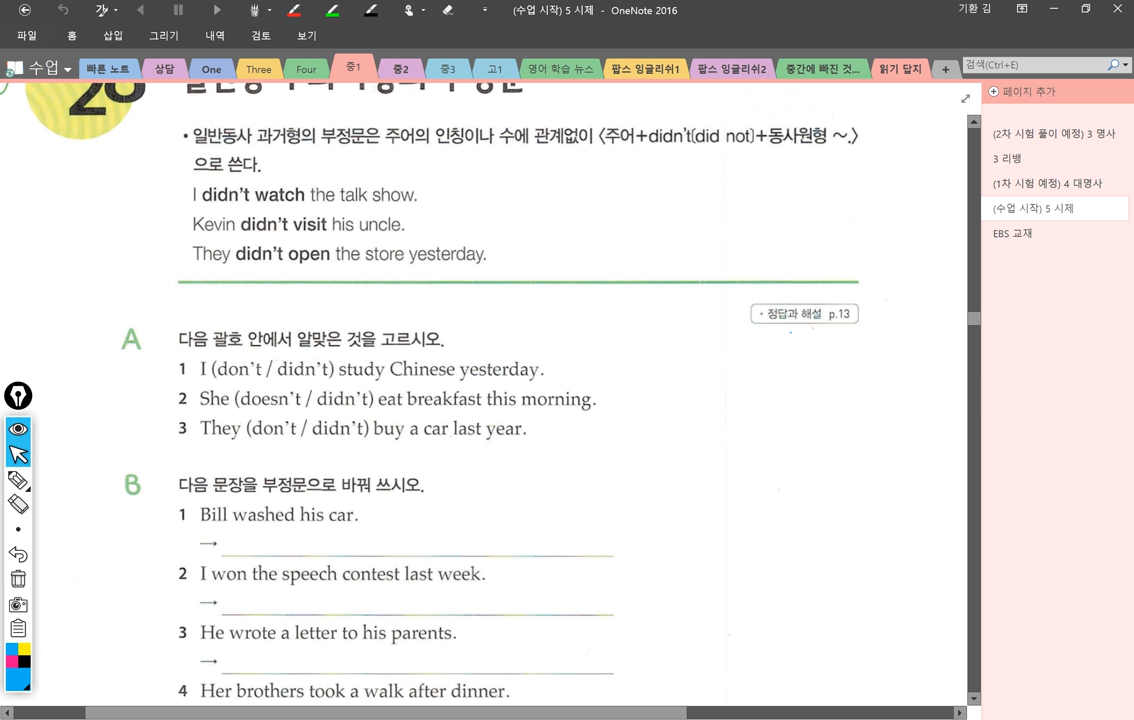 (수업 시작) 5 시제 - OneNote 2016
기환 김
파일 홈 삽입 그리기 내역 검토 보기
수업 빠른 노트 상담 One Three Four 중1 중2 중3 고1 영어 학습 뉴스 팝스 잉글리쉬1 팝스 잉글리쉬2 중간에 빠진 것... 읽기 답지 +
검색(Ctrl+E)
페이지 추가
(2차 시험 풀이 예정) 3 명사
3 리뱅
(1차 시험 예정) 4 대명사
(수업 시작) 5 시제
EBS 교재
28
• 일반동사 과거형의 부정문은 주어의 인칭이나 수에 관계없이 〈주어+didn't(did not)+동사원형 ～.〉
으로 쓴다.
I didn't watch the talk show.
Kevin didn't visit his uncle.
They didn't open the store yesterday.
• 정답과 해설 p.13
A 다음 괄호 안에서 알맞은 것을 고르시오.
1 I (don't / didn't) study Chinese yesterday.
2 She (doesn't / didn't) eat breakfast this morning.
3 They (don't / didn't) buy a car last year.
B 다음 문장을 부정문으로 바꿔 쓰시오.
1 Bill washed his car.
→
2 I won the speech contest last week.
→
3 He wrote a letter to his parents.
→
4 Her brothers took a walk after dinner.